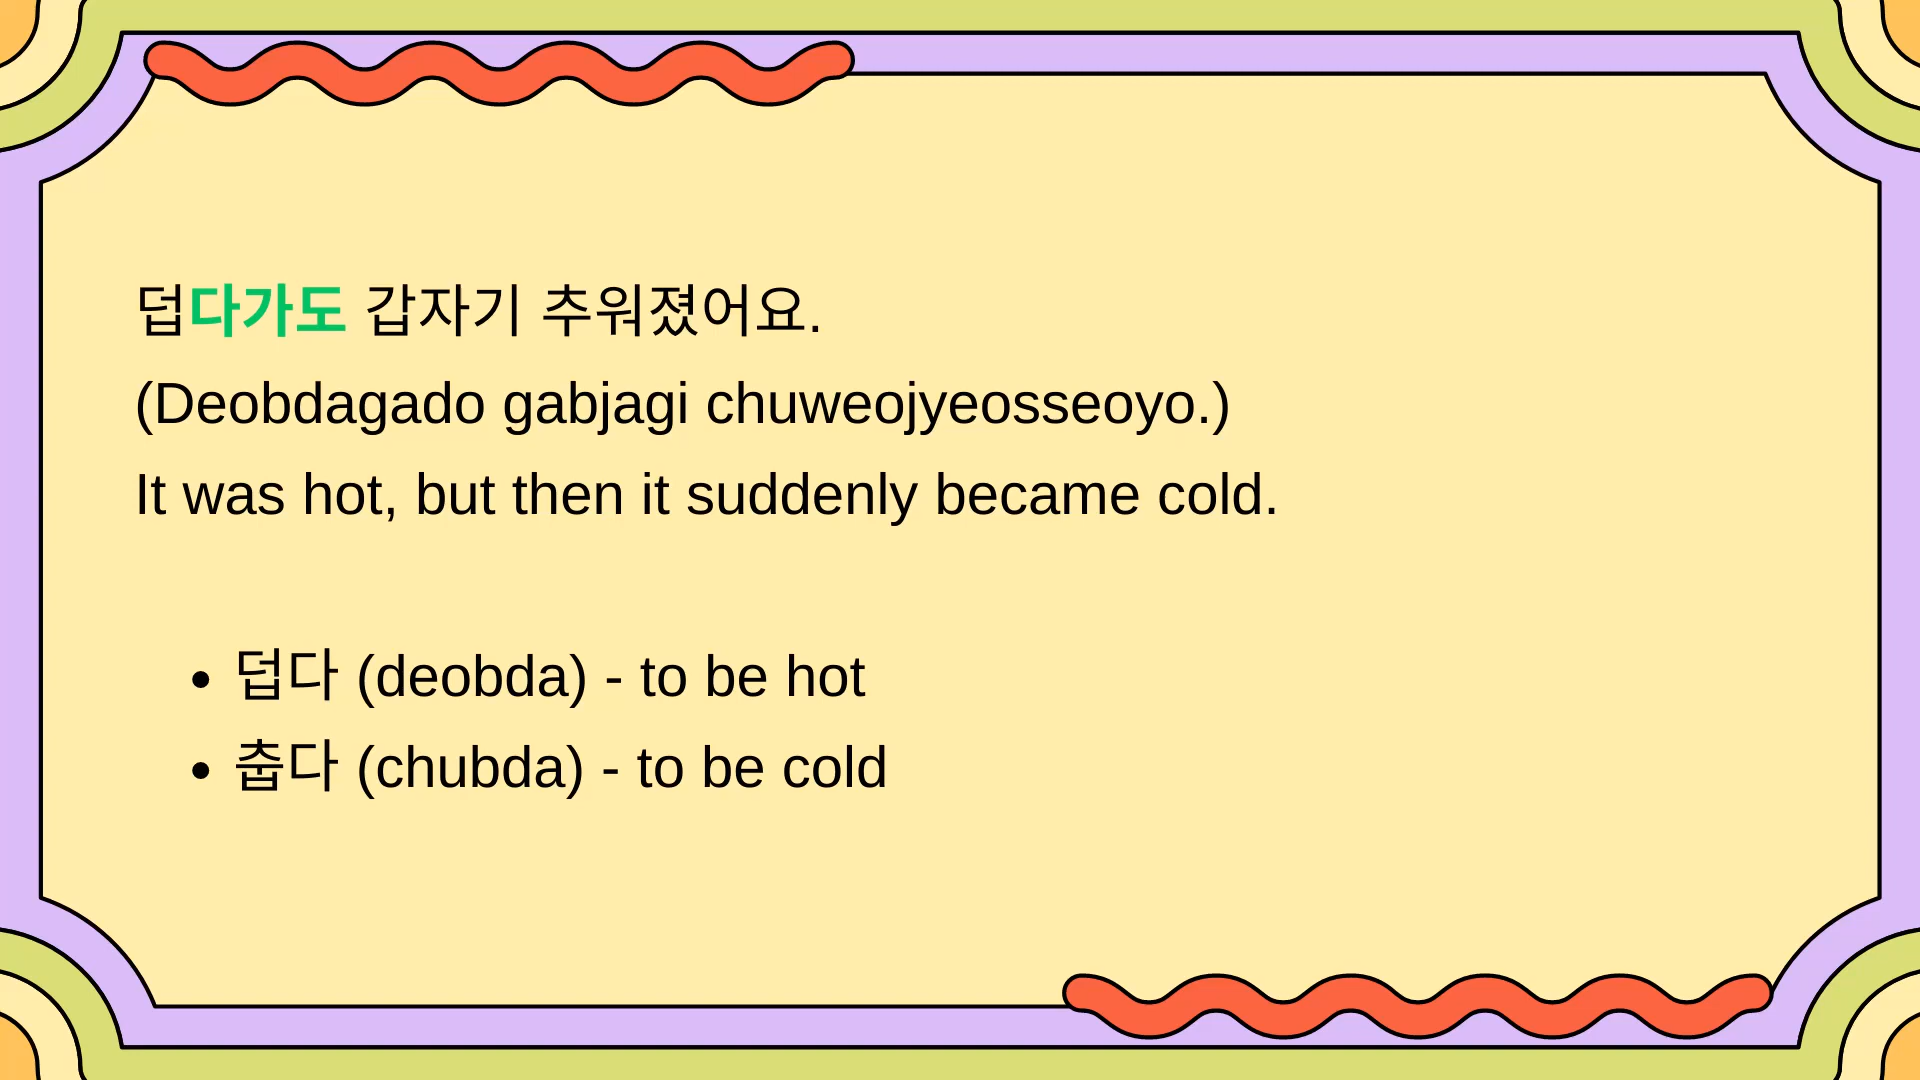 덥다가도 갑자기 추워졌어요.
(Deobdagado gabjagi chuweojyeosseoyo.)
It was hot, but then it suddenly became cold.
• 덥다 (deobda) - to be hot
• 춥다 (chubda) - to be cold